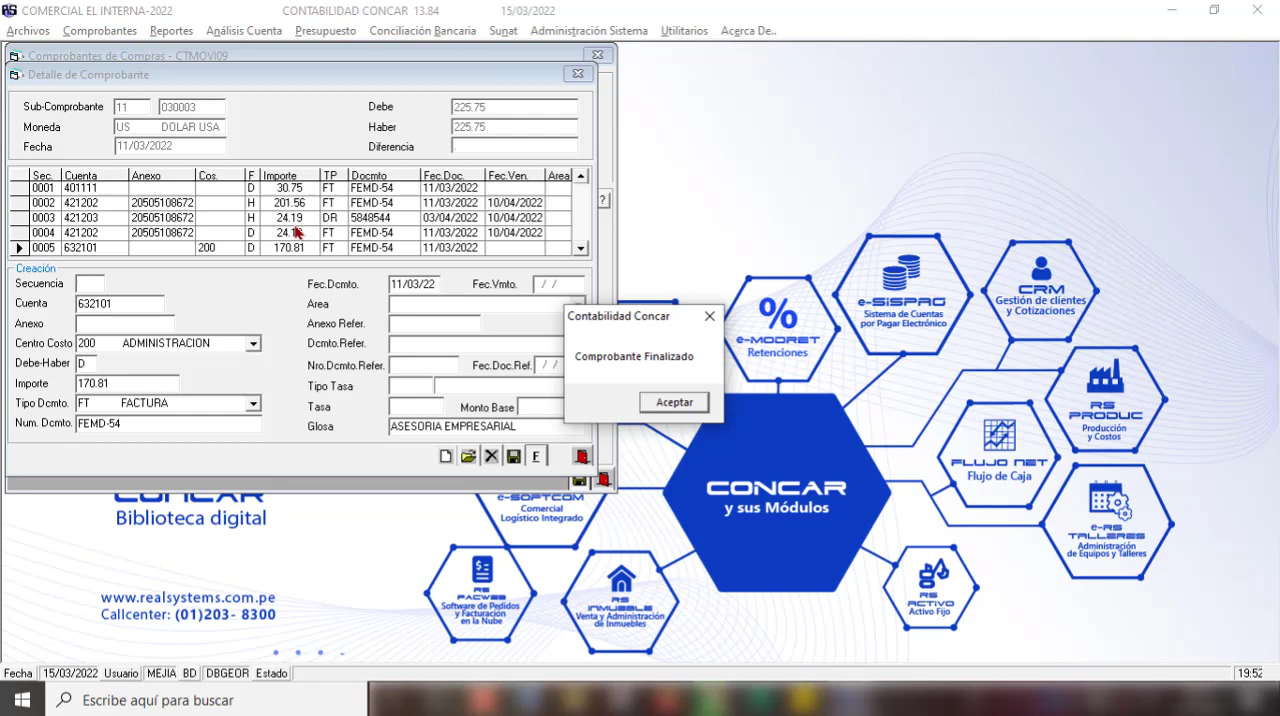 COMERCIAL EL INTERNA-2022 CONTABILIDAD CONCAR 13.84 15/03/2022
Archivos Comprobantes Reportes Análisis Cuenta Presupuesto Conciliación Bancaria Sunat Administración Sistema Utilitarios Acerca De..
Comprobantes de Compras - CTMOVI09
Detalle de Comprobante
Sub-Comprobante 11 030003 Debe 225.75
Moneda US DOLAR USA Haber 225.75
Fecha 11/03/2022 Diferencia
Sec. Cuenta Anexo Cos. F Importe TP Docmto Fec.Doc. Fec.Ven. Area
0001 401111 D 30.75 FT FEMD-54 11/03/2022
0002 421202 20505108672 H 201.56 FT FEMD-54 11/03/2022 10/04/2022
0003 421203 20505108672 H 24.19 DR 5848544 03/04/2022 10/04/2022
0004 421202 20505108672 D FT FEMD-54 11/03/2022 10/04/2022
0005 632101 200 D 170.81 FT FEMD-54 11/03/2022
?
Creación
Secuencia Fec.Dcmto. 11/03/22 Fec.Vmto. / /
Cuenta 632101 Area
Anexo Anexo Refer.
Centro Costo 200 ADMINISTRACION Dcmto.Refer.
Debe-Haber D Nro.Dcmto.Refer. Fec.Doc.Ref. / /
Importe 170.81 Tipo Tasa
Tipo Dcmto. FT FACTURA Tasa Monto Base
Num. Dcmto. FEMD-54 Glosa ASESORIA EMPRESARIAL
E
Contabilidad Concar
Comprobante Finalizado
Aceptar
%
e-MODRET
Retenciones
e-SISPAG
Sistema de Cuentas
por Pagar Electrónico
CRM
Gestión de clientes
y Cotizaciones
RS
PRODUC
Producción
y Costos
FLUJO NET
Flujo de Caja
e-RS
TALLERES
Administración
de Equipos y Talleres
RS
ACTIVO
Activo Fijo
RS
INMUEBLE
Venta y Administración
de Inmuebles
RS
FACWEB
Software de Pedidos
y Facturación
en la Nube
e-SOFTCOM
Comercial
Logístico Integrado
CONCAR
y sus Módulos
CONCAR
Biblioteca digital
www.realsystems.com.pe
Callcenter: (01)203- 8300
Fecha 15/03/2022 Usuario MEJIA BD DBGEOR Estado 19:52
Escribe aquí para buscar